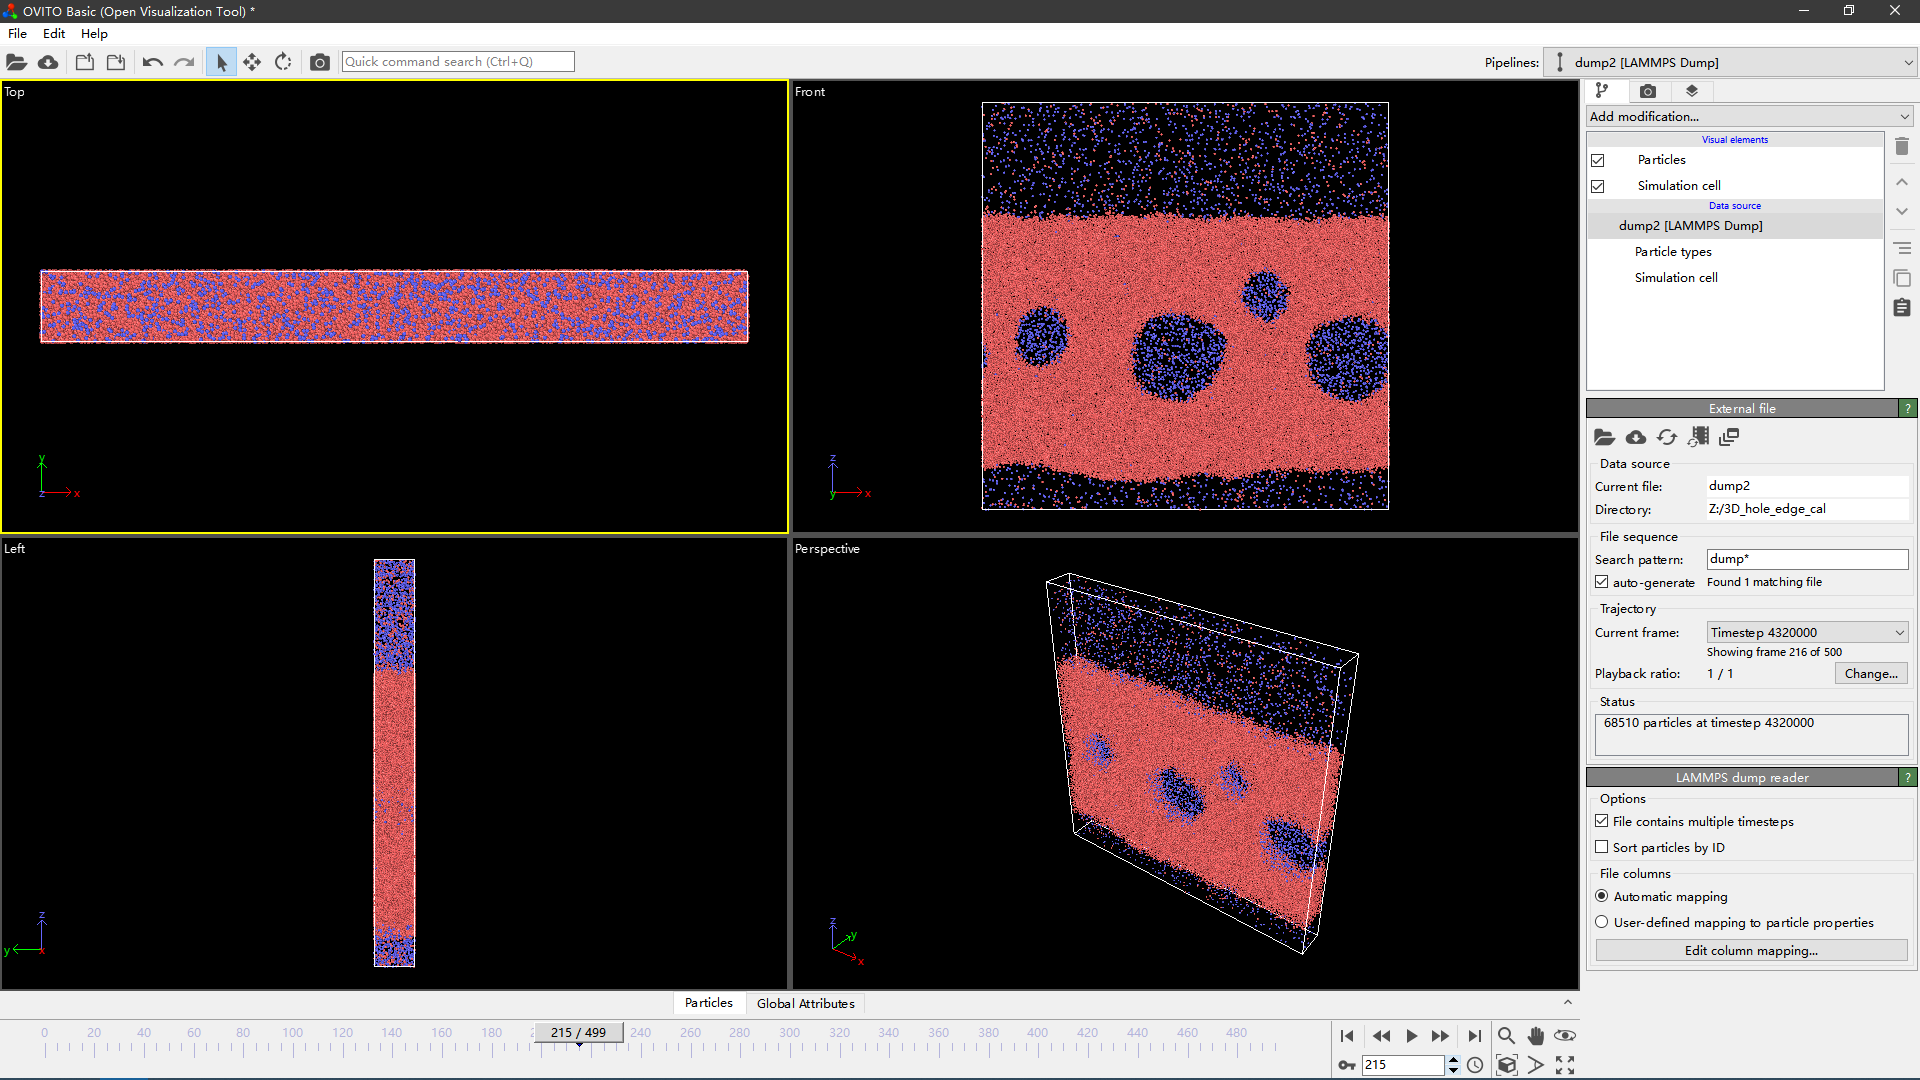 OVITO Basic (Open Visualization Tool) *
File Edit Help
Quick command search (Ctrl+Q)
Pipelines: dump2 [LAMMPS Dump]
Top
Front
Left
Perspective
y
z
x
z
y
x
z
y
x
z
y
x
Add modification...
Visual elements
Particles
Simulation cell
Data source
dump2 [LAMMPS Dump]
Particle types
Simulation cell
External file ?
Data source
Current file: dump2
Directory: Z:/3D_hole_edge_cal
File sequence
Search pattern: dump*
auto-generate Found 1 matching file
Trajectory
Current frame: Timestep 4320000
Showing frame 216 of 500
Playback ratio: 1 / 1 Change...
Status
68510 particles at timestep 4320000
LAMMPS dump reader ?
Options
File contains multiple timesteps
Sort particles by ID
File columns
Automatic mapping
User-defined mapping to particle properties
Edit column mapping...
Particles Global Attributes
0 20 40 60 80 100 120 140 160 180 215 / 499 240 260 280 300 320 340 360 380 400 420 440 460 480
215